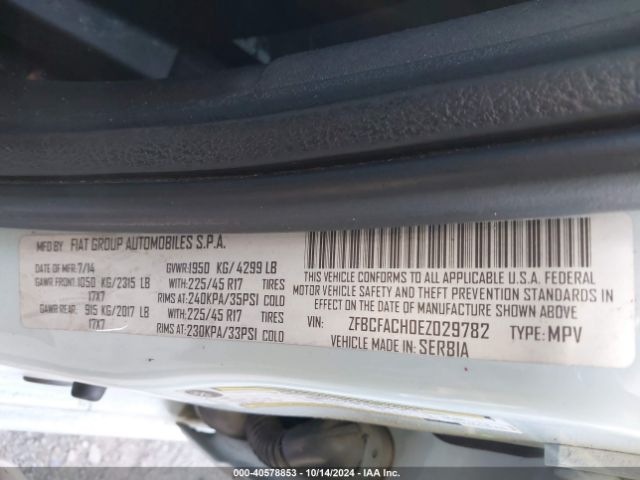 MFD BY FIAT GROUP AUTOMOBILES S.P.A.
DATE OF MFR:7/14 GVWR:1950 KG/4299 LB
GAWR FRONT:1050 KG/2315 LB WITH:225/45 R17 TIRES
17X7 RIMS AT:240KPA/35PSI COLD
GAWR REAR: 915 KG/2017 LB WITH:225/45 R17 TIRES
17X7 RIMS AT:230KPA/33PSI COLD
THIS VEHICLE CONFORMS TO ALL APPLICABLE U.S.A. FEDERAL
MOTOR VEHICLE SAFETY AND THEFT PREVENTION STANDARDS
IN EFFECT ON DATE OF MANUFACTURE SHOWN ABOVE
VIN: ZFBCFACH0EZ029782 TYPE:MPV
VEHICLE MADE IN SERBIA
000-40578853 | 10/14/2024 | IAA Inc.